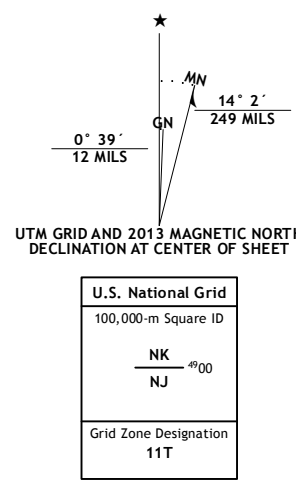 ★
MN
GN
14° 2´
249 MILS
0° 39´
12 MILS
UTM GRID AND 2013 MAGNETIC NORTH
DECLINATION AT CENTER OF SHEET
U.S. National Grid
100,000-m Square ID
NK
4900
NJ
Grid Zone Designation
11T